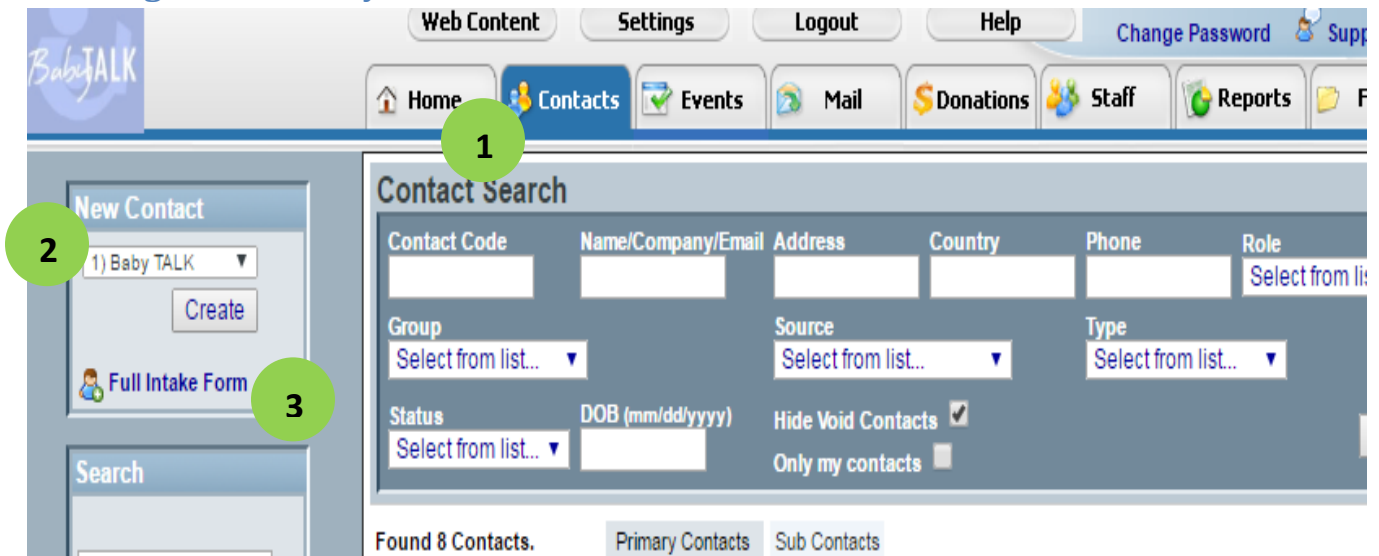 Web Content Settings Logout Help Change Password Supp
BabyTALK
Home Contacts Events Mail Donations Staff Reports F
1
New Contact
2
1) Baby TALK
Create
Full Intake Form
3
Search
Contact Search
Contact Code Name/Company/Email Address Country Phone Role
Select from lis
Group Source Type
Select from list... Select from list... Select from list...
Status DOB (mm/dd/yyyy) Hide Void Contacts
Select from list... Only my contacts
Found 8 Contacts. Primary Contacts Sub Contacts